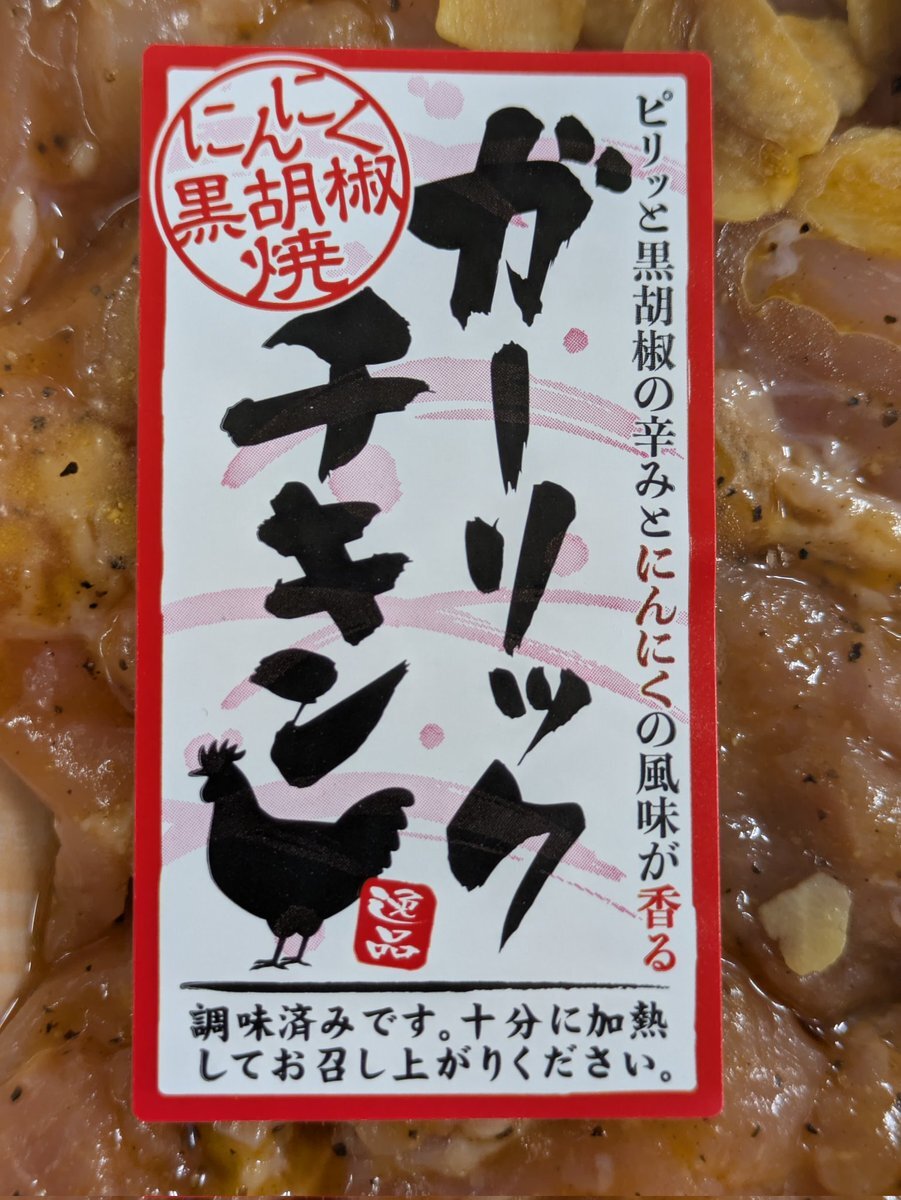 にんにく
黒胡椒
焼
ピリッと黒胡椒の辛みとにんにくの風味が香る
ガーリック
チキン
逸品
調味済みです。十分に加熱
してお召し上がりください。